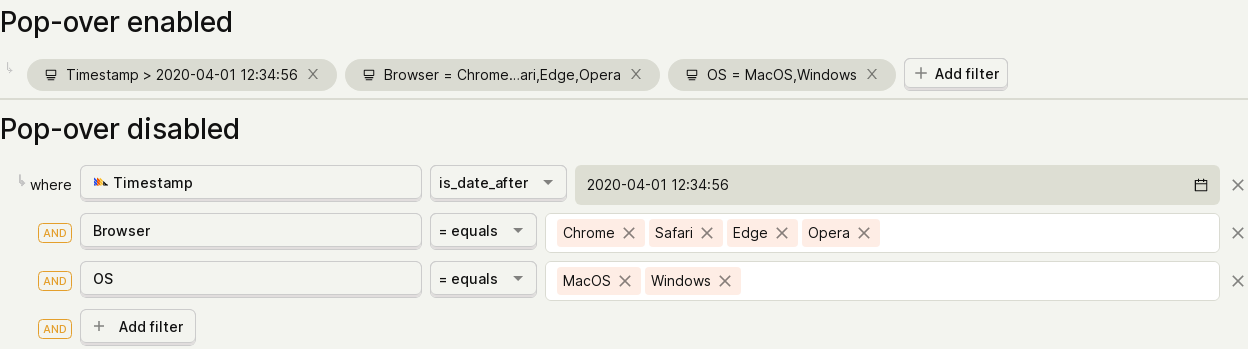 Pop-over enabled
Timestamp > 2020-04-01 12:34:56 Browser = Chrome...ari,Edge,Opera OS = MacOS,Windows Add filter
Pop-over disabled
where Timestamp is_date_after 2020-04-01 12:34:56
AND Browser = equals Chrome Safari Edge Opera
AND OS = equals MacOS Windows
AND Add filter